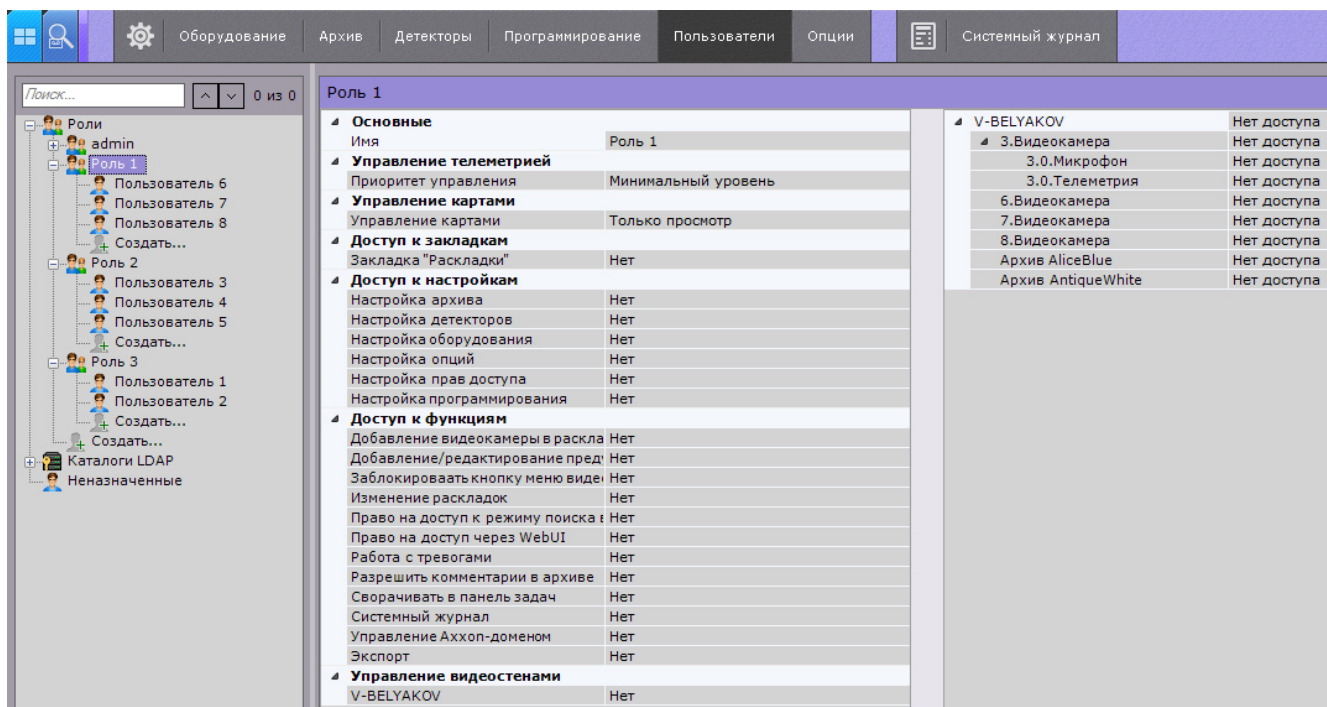 Оборудование Архив Детекторы Программирование Пользователи Опции Системный журнал
Поиск... 0 из 0
Роли
admin
Роль 1
Пользователь 6
Пользователь 7
Пользователь 8
Создать...
Роль 2
Пользователь 3
Пользователь 4
Пользователь 5
Создать...
Роль 3
Пользователь 1
Пользователь 2
Создать...
Создать...
Каталоги LDAP
Неназначенные
Роль 1
Основные
Имя Роль 1
Управление телеметрией
Приоритет управления Минимальный уровень
Управление картами
Управление картами Только просмотр
Доступ к закладкам
Закладка "Раскладки" Нет
Доступ к настройкам
Настройка архива Нет
Настройка детекторов Нет
Настройка оборудования Нет
Настройка опций Нет
Настройка прав доступа Нет
Настройка программирования Нет
Доступ к функциям
Добавление видеокамеры в раскла Нет
Добавление/редактирование пред Нет
Заблокироваать кнопку меню виде Нет
Изменение раскладок Нет
Право на доступ к режиму поиска в Нет
Право на доступ через WebUI Нет
Работа с тревогами Нет
Разрешить комментарии в архиве Нет
Сворачивать в панель задач Нет
Системный журнал Нет
Управление Axxon-доменом Нет
Экспорт Нет
Управление видеостенами
V-BELYAKOV Нет
V-BELYAKOV Нет доступа
3.Видеокамера Нет доступа
3.0.Микрофон Нет доступа
3.0.Телеметрия Нет доступа
6.Видеокамера Нет доступа
7.Видеокамера Нет доступа
8.Видеокамера Нет доступа
Архив AliceBlue Нет доступа
Архив AntiqueWhite Нет доступа